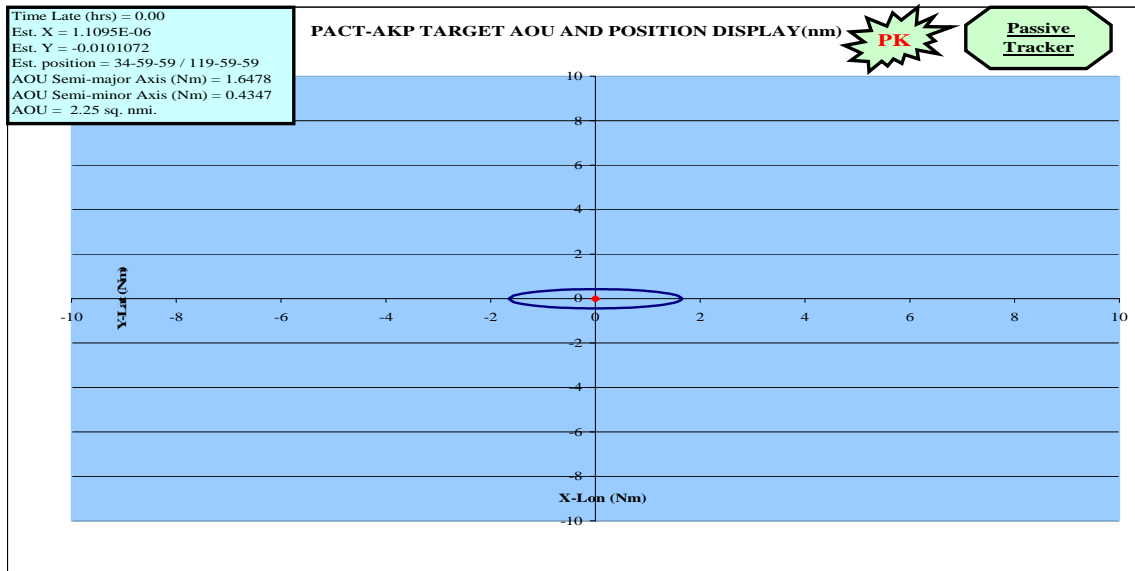 Time Late (hrs) = 0.00
Est. X = 1.1095E-06
Est. Y = -0.0101072
Est. position = 34-59-59 / 119-59-59
AOU Semi-major Axis (Nm) = 1.6478
AOU Semi-minor Axis (Nm) = 0.4347
AOU =  2.25 sq. nmi.
PACT-AKP TARGET AOU AND POSITION DISPLAY(nm)
PK
Passive
Tracker
10
8
6
4
2
0
-2
-4
-6
-8
-10
-10 -8 -6 -4 -2 0 2 4 6 8 10
Y-Lat (Nm)
X-Lon (Nm)